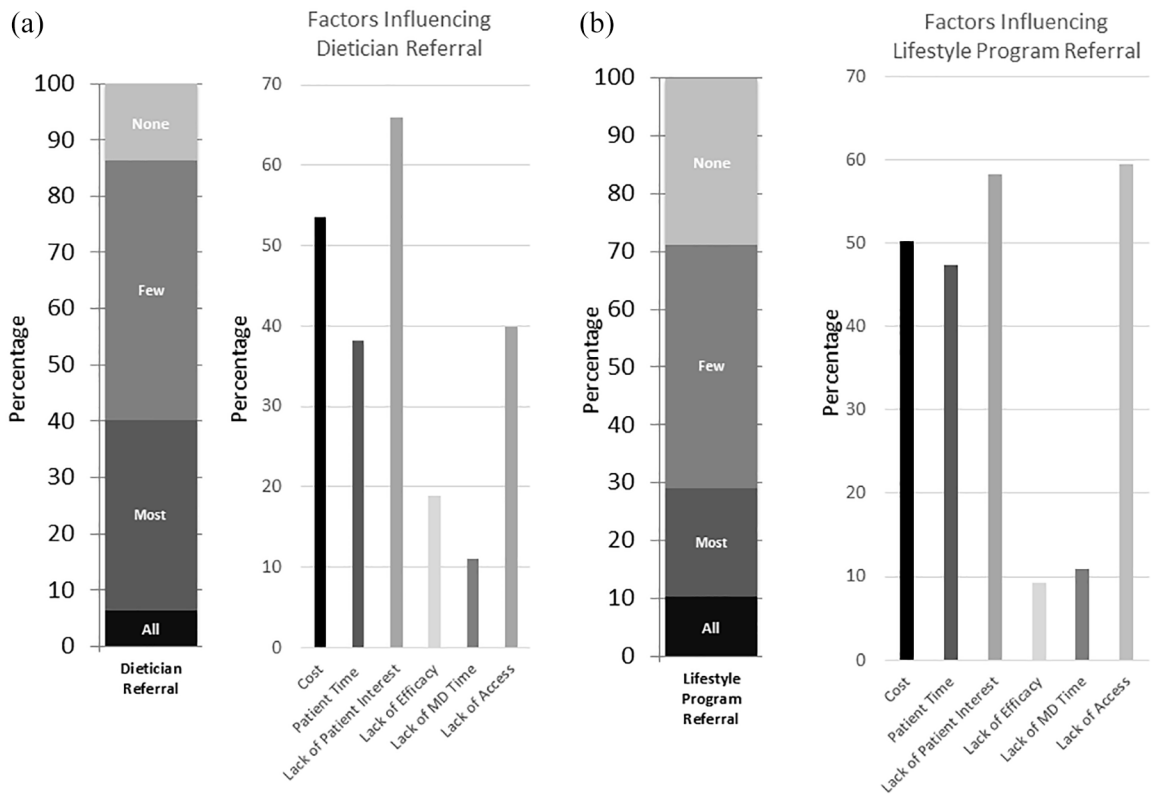 (a)
Factors Influencing
Dietician Referral
Percentage
100
90
80
70
60
50
40
30
20
10
0
None
Few
Most
All
Dietician
Referral
Percentage
70
60
50
40
30
20
10
0
Cost
Patient Time
Lack of Patient Interest
Lack of Efficacy
Lack of MD Time
Lack of Access
(b)
Factors Influencing
Lifestyle Program Referral
Percentage
100
90
80
70
60
50
40
30
20
10
0
None
Few
Most
All
Lifestyle
Program
Referral
Percentage
70
60
50
40
30
20
10
0
Cost
Patient Time
Lack of Patient Interest
Lack of Efficacy
Lack of MD Time
Lack of Access